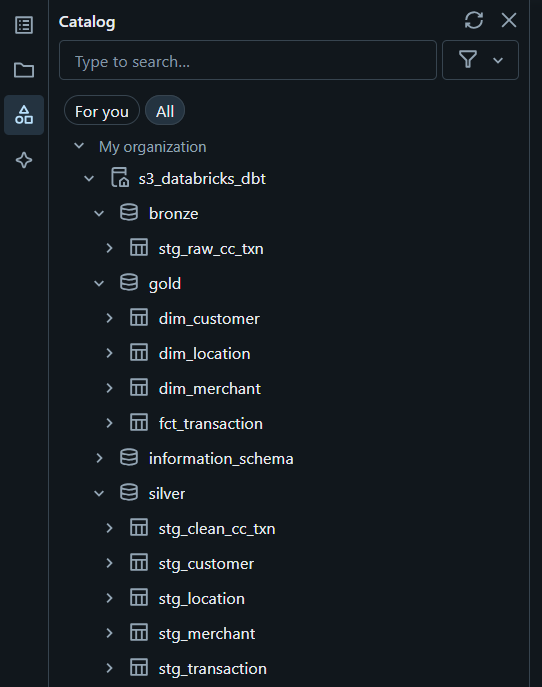 Catalog
Type to search...
For you
All
My organization
s3_databricks_dbt
bronze
stg_raw_cc_txn
gold
dim_customer
dim_location
dim_merchant
fct_transaction
information_schema
silver
stg_clean_cc_txn
stg_customer
stg_location
stg_merchant
stg_transaction